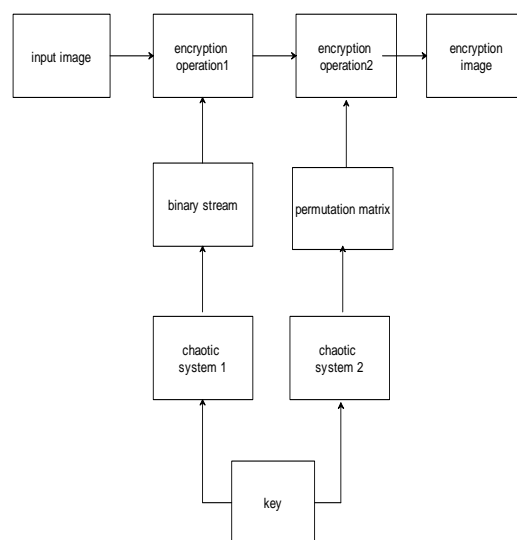 input image
encryption
operation1
encryption
operation2
encryption
image
binary stream
permutation matrix
chaotic
system 1
chaotic
system 2
key